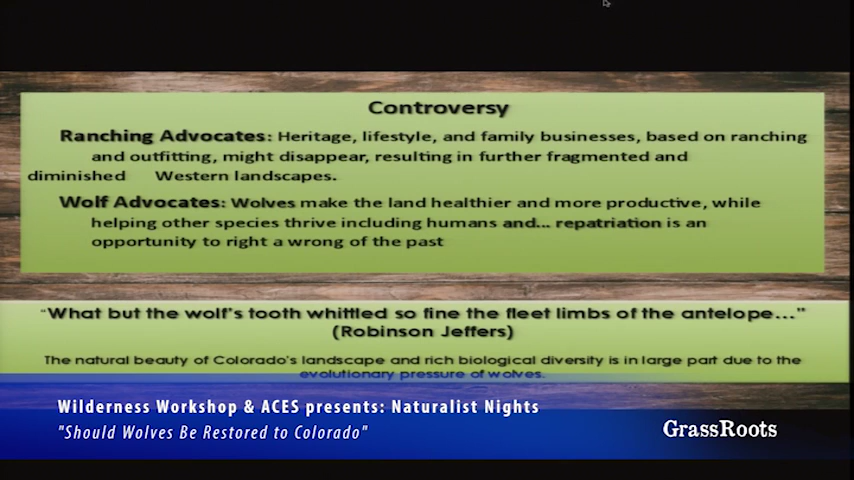 Controversy
Ranching Advocates: Heritage, lifestyle, and family businesses, based on ranching
and outfitting, might disappear, resulting in further fragmented and
diminished Western landscapes.
Wolf Advocates: Wolves make the land healthier and more productive, while
helping other species thrive including humans and... repatriation is an
opportunity to right a wrong of the past
"What but the wolf's tooth whittled so fine the fleet limbs of the antelope..."
(Robinson Jeffers)
The natural beauty of Colorado's landscape and rich biological diversity is in large part due to the
evolutionary pressure of wolves.
Wilderness Workshop & ACES presents: Naturalist Nights
"Should Wolves Be Restored to Colorado"
GrassRoots